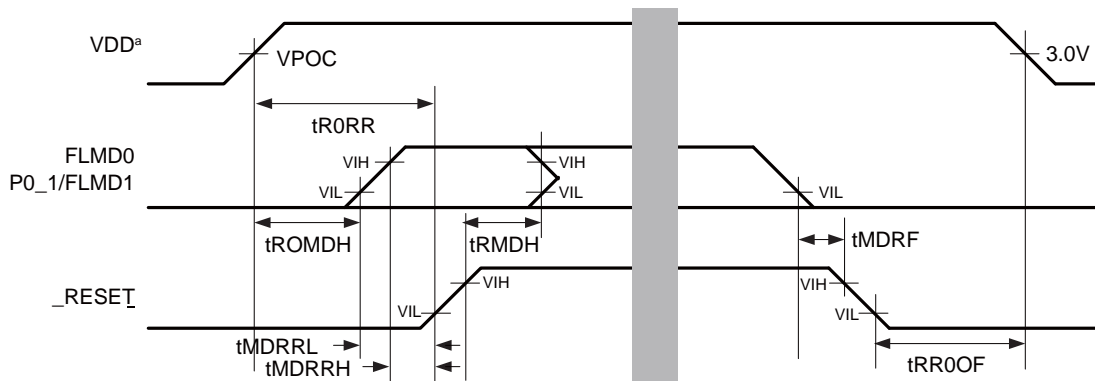 VDDa
VPOC
3.0V
tR0RR
FLMD0
P0_1/FLMD1
VIH
VIH
VIL
VIL
VIL
tROMDH
tRMDH
tMDRF
_RESET
VIH
VIH
VIL
VIL
tMDRRL
tMDRRH
tRR0OF